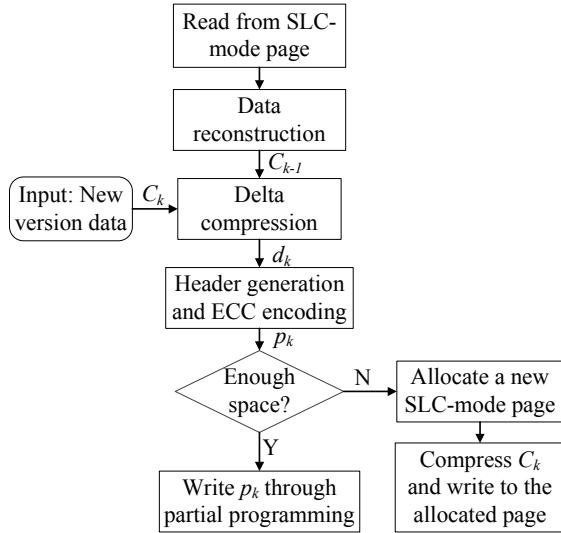 Read from SLC-
mode page
Data
reconstruction
C_{k-1}
Input: New
version data
C_k
Delta
compression
d_k
Header generation
and ECC encoding
p_k
Enough
space?
N
Allocate a new
SLC-mode page
Y
Write p_k through
partial programming
Compress C_k
and write to the
allocated page